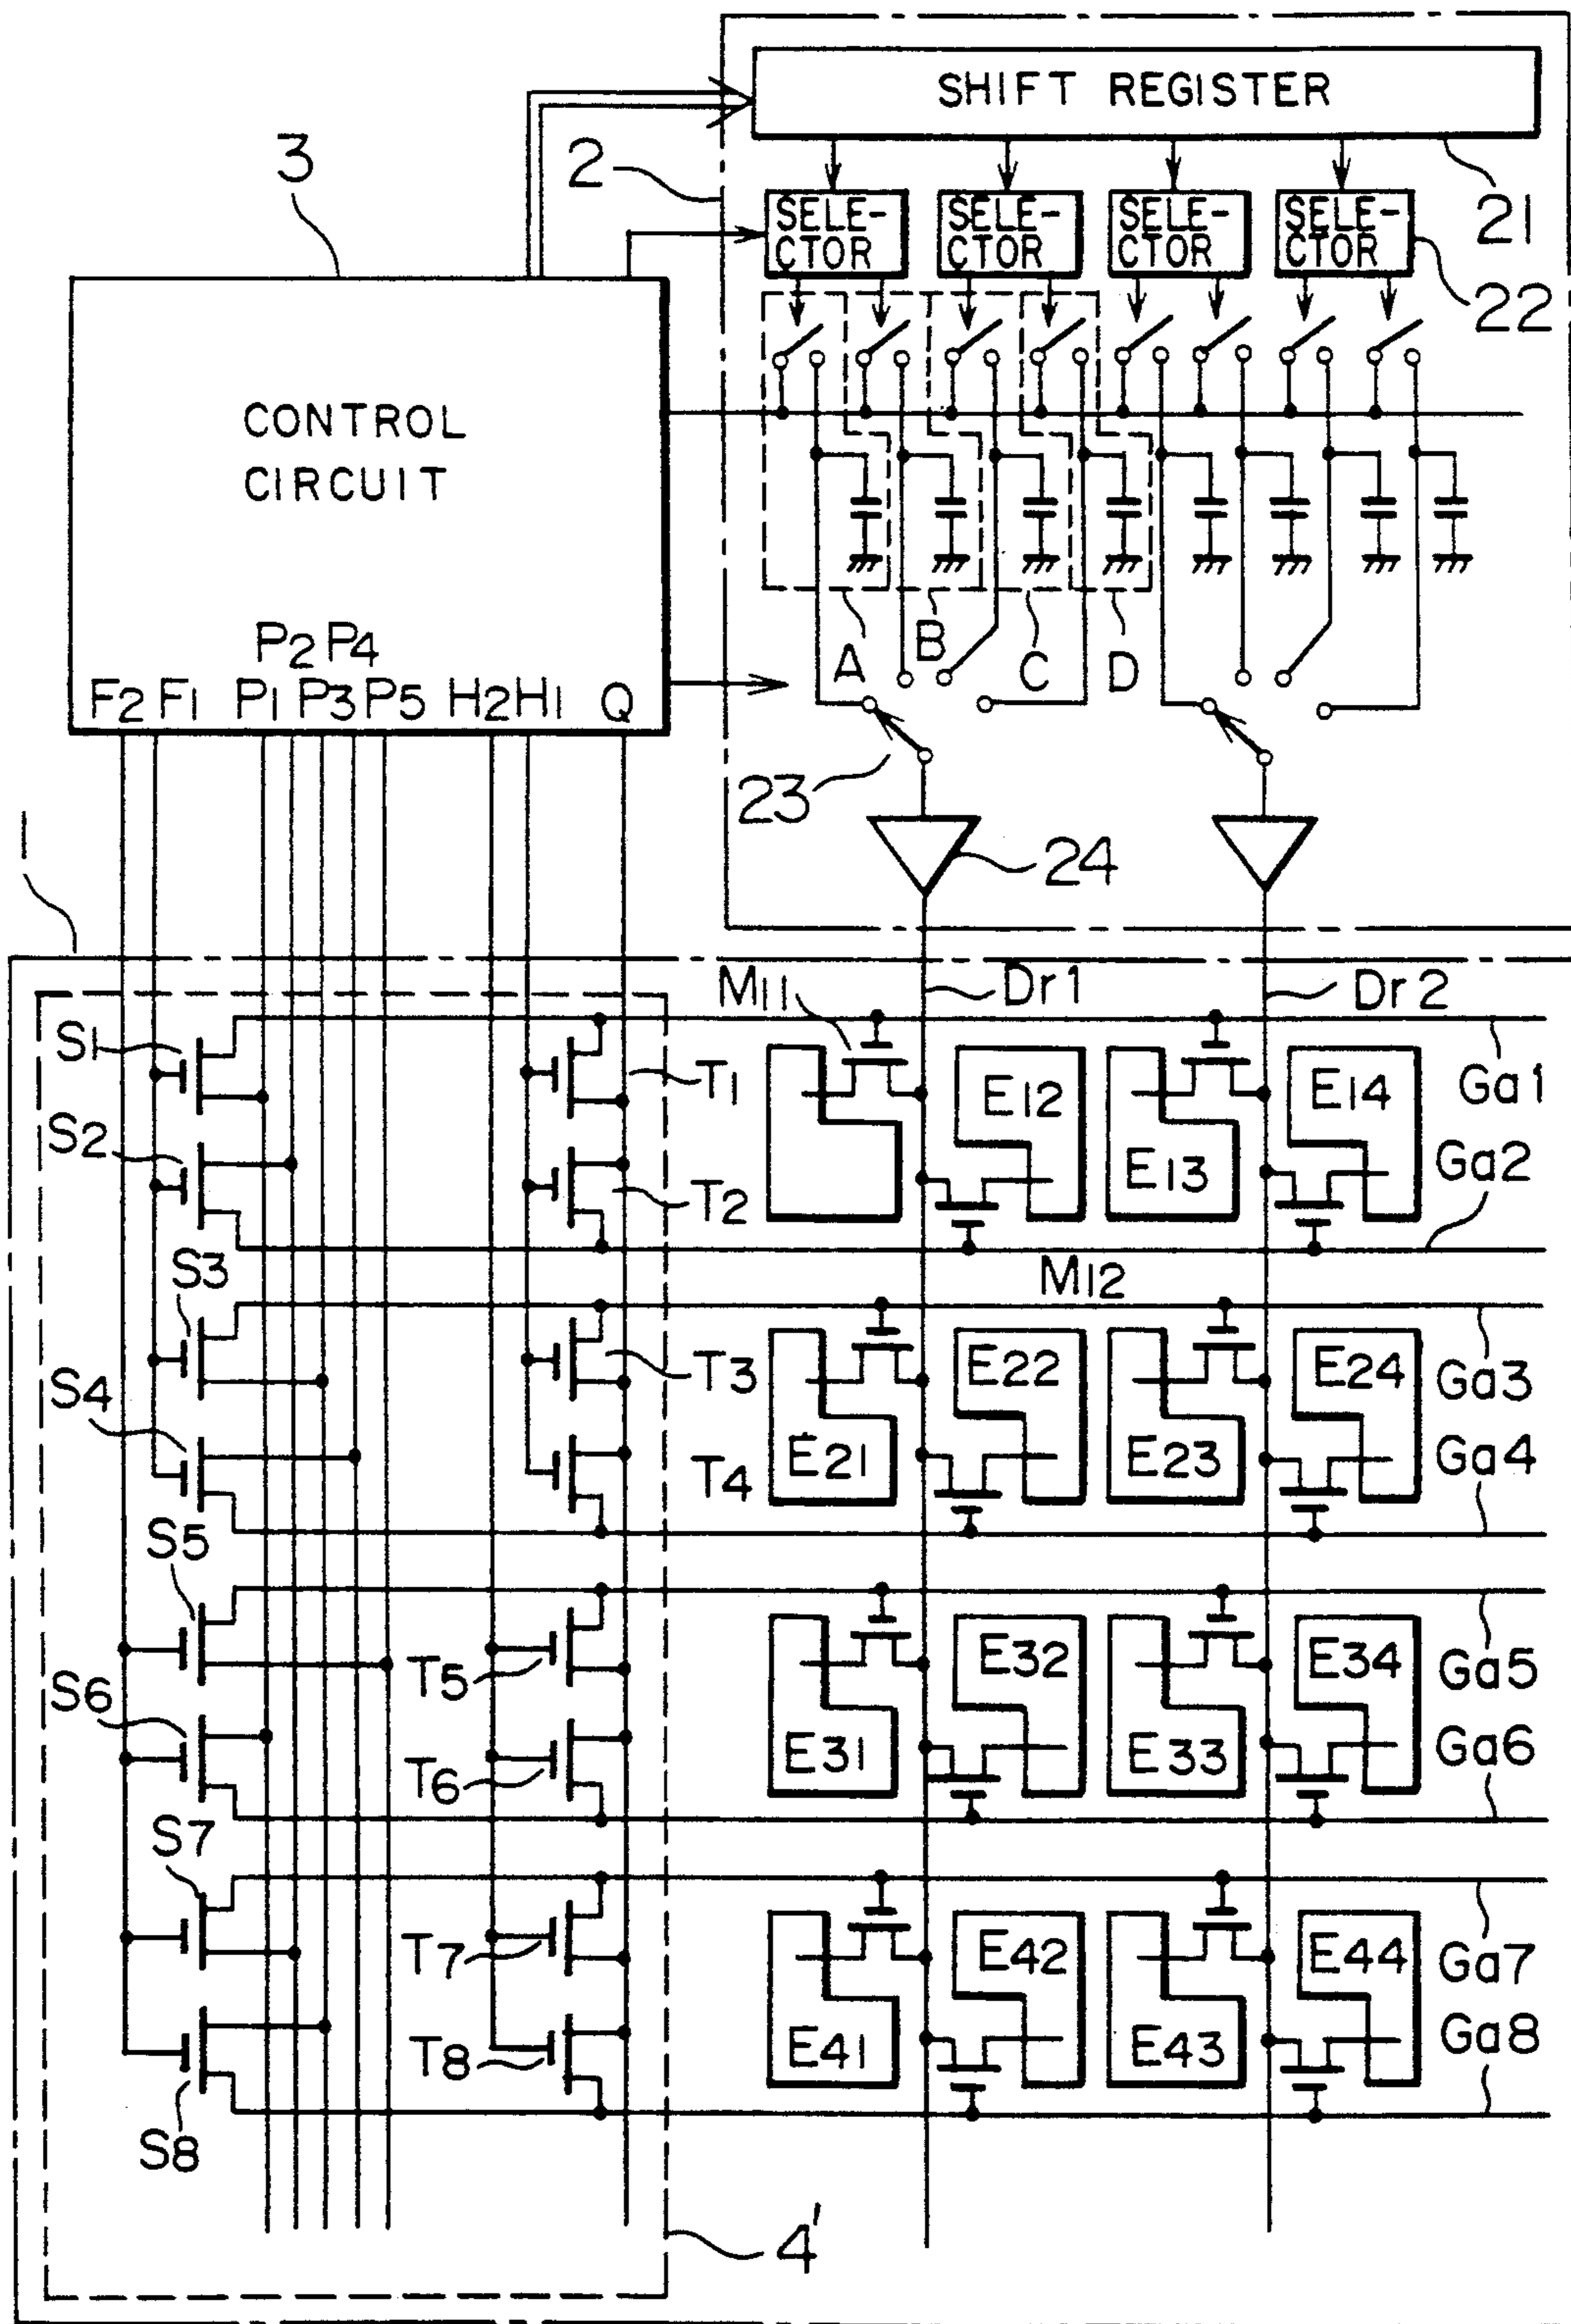 SHIFT REGISTER
3
2
SELE-
CTOR
SELE-
CTOR
SELE-
CTOR
SELE-
CTOR
21
22
CONTROL
CIRCUIT
P2 P4
F2 F1 P1 P3 P5 H2 H1 Q
A B C D
23
24
1
M11 Dr1 Dr2
S1 T1 E12 E14 Ga1
S2 T2 E13 Ga2
S3 M12
T3 E22 E24 Ga3
S4 T4 E21 E23 Ga4
S5
T5 E32 E34 Ga5
S6 T6 E31 E33 Ga6
S7
T7 E42 E44 Ga7
T8 E41 E43 Ga8
S8
4'